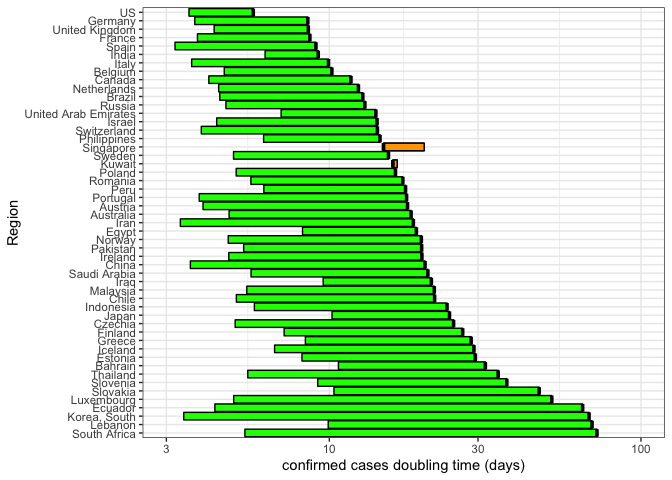 US
Germany
United Kingdom
France
Spain
India
Italy
Belgium
Canada
Netherlands
Brazil
Russia
United Arab Emirates
Israel
Switzerland
Philippines
Singapore
Sweden
Kuwait
Poland
Romania
Peru
Portugal
Austria
Australia
Iran
Egypt
Norway
Pakistan
Ireland
China
Saudi Arabia
Iraq
Malaysia
Chile
Indonesia
Japan
Czechia
Finland
Greece
Iceland
Estonia
Bahrain
Thailand
Slovenia
Slovakia
Luxembourg
Ecuador
Korea, South
Lebanon
South Africa
Region
3 10 30 100
confirmed cases doubling time (days)